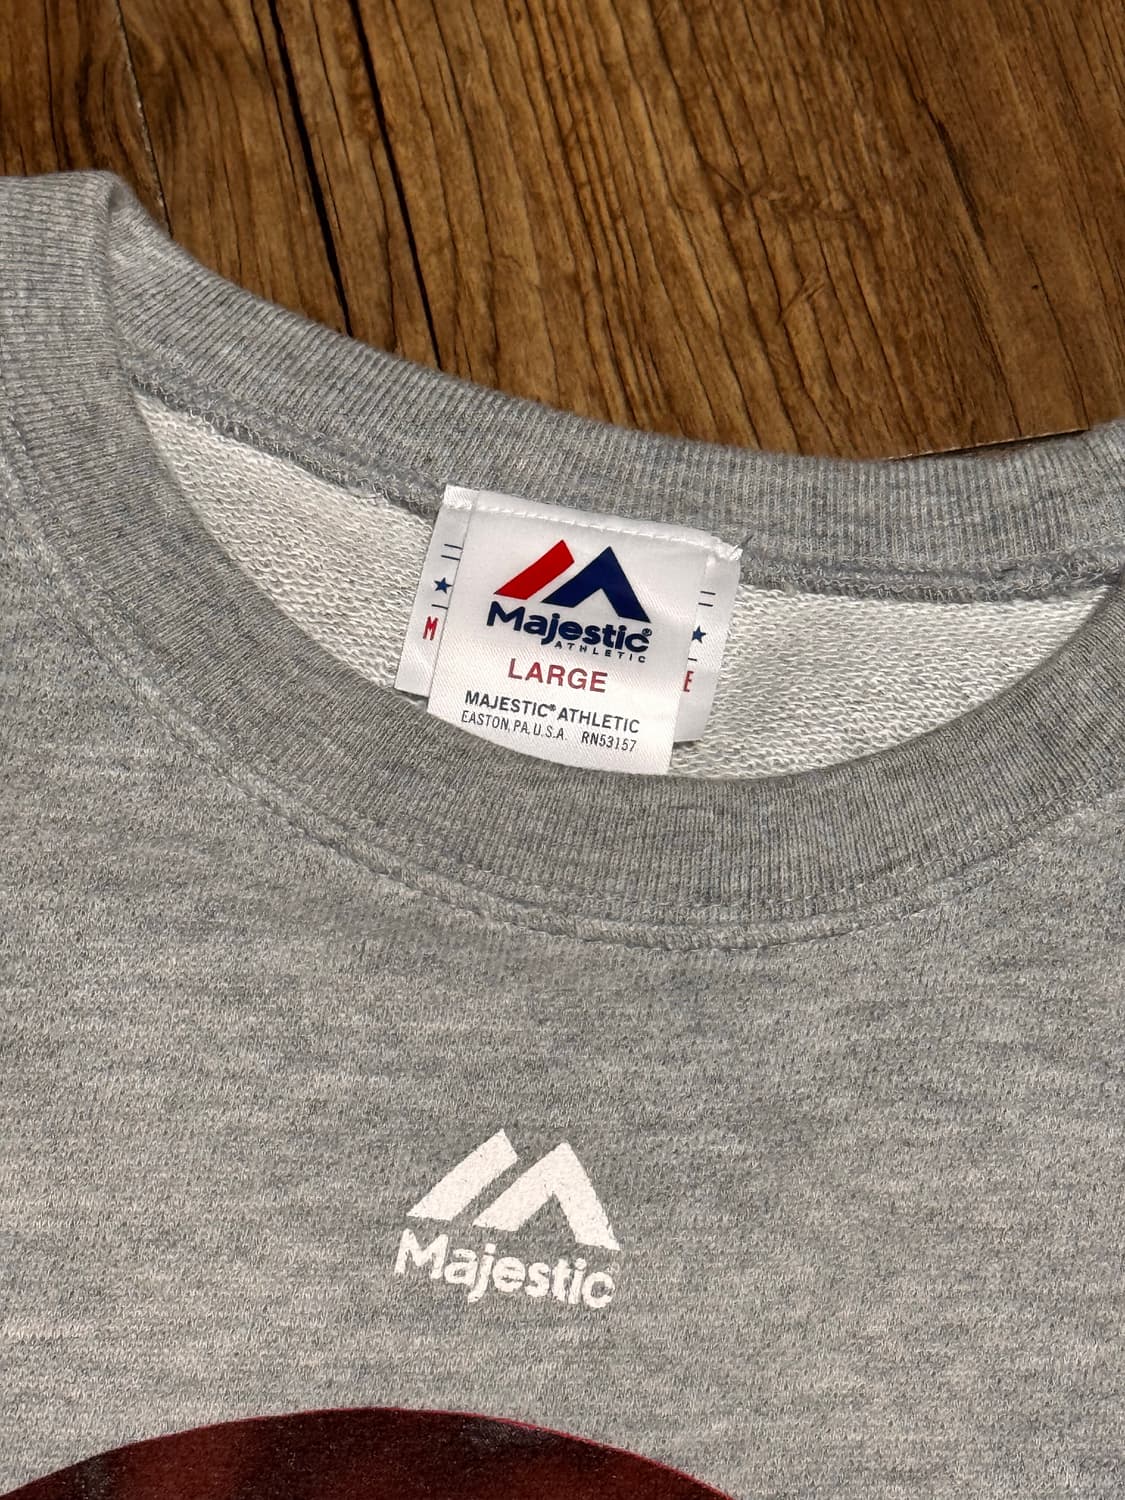 M
E
Majestic®
ATHLETIC
LARGE
MAJESTIC® ATHLETIC
EASTON, PA. U.S.A. RN53157
Majestic